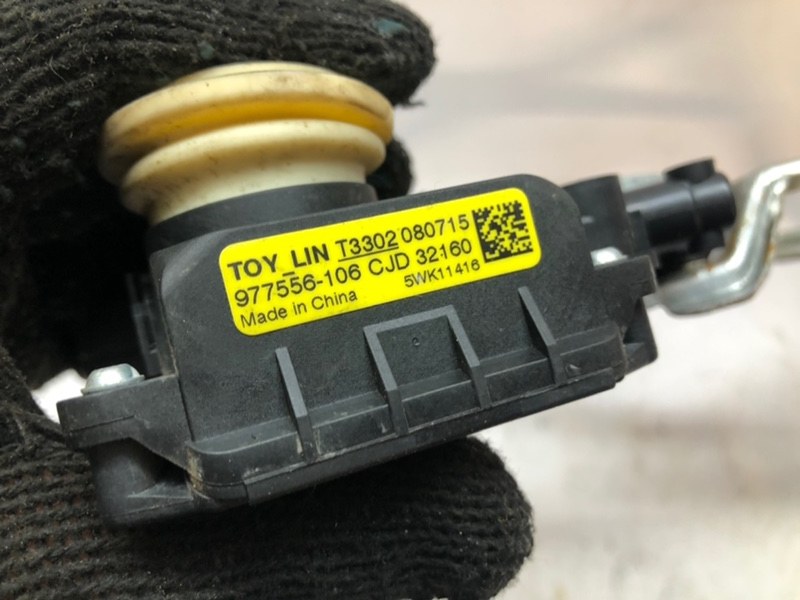 TOY_LIN T3302 080715
977556-106 CJD 32160
Made in China 5WK11416